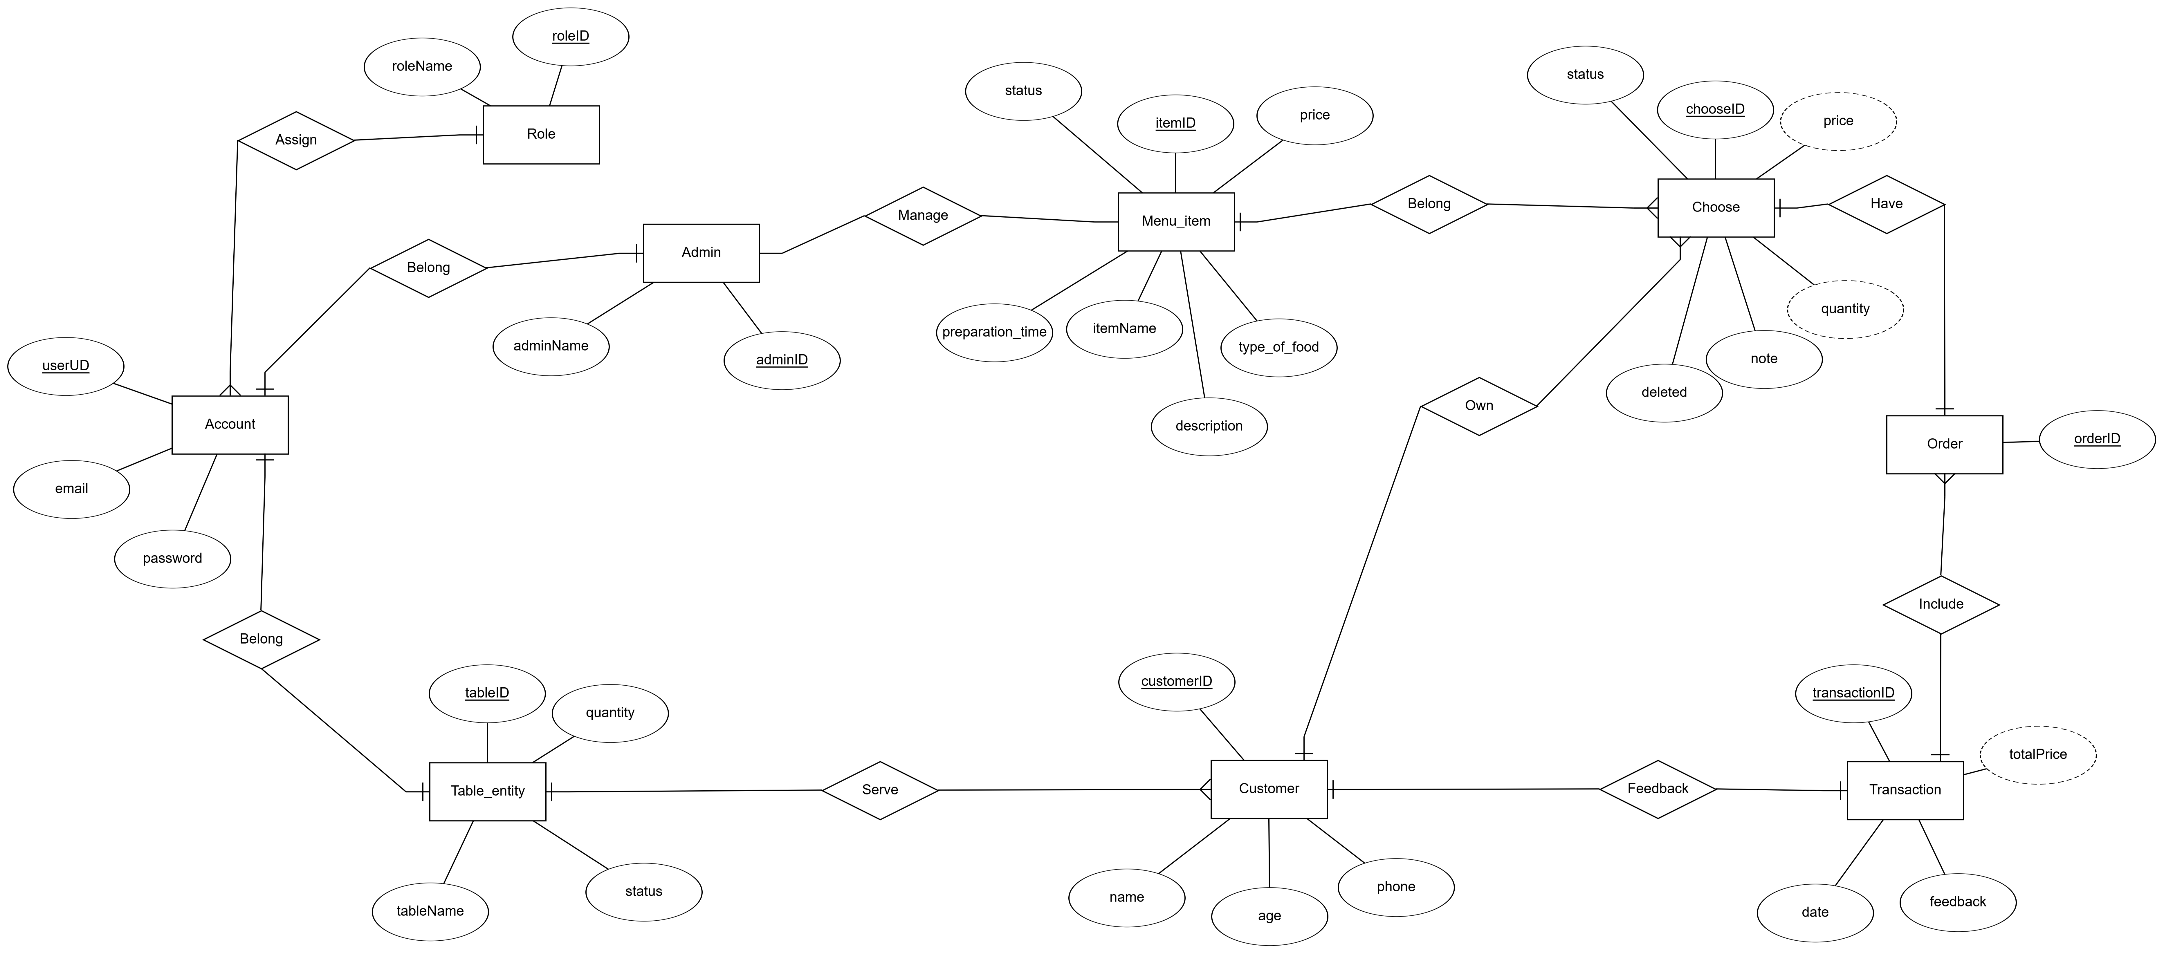 roleID
roleName
Role
Assign
status
itemID
price
status
chooseID
price
Menu_item
Belong
Choose
Have
Manage
Admin
Belong
adminName
adminID
preparation_time
itemName
type_of_food
description
quantity
note
deleted
Own
userUD
Account
email
password
Order
orderID
Belong
Include
tableID
quantity
customerID
transactionID
totalPrice
Table_entity
Serve
Customer
Feedback
Transaction
tableName
status
name
age
phone
date
feedback